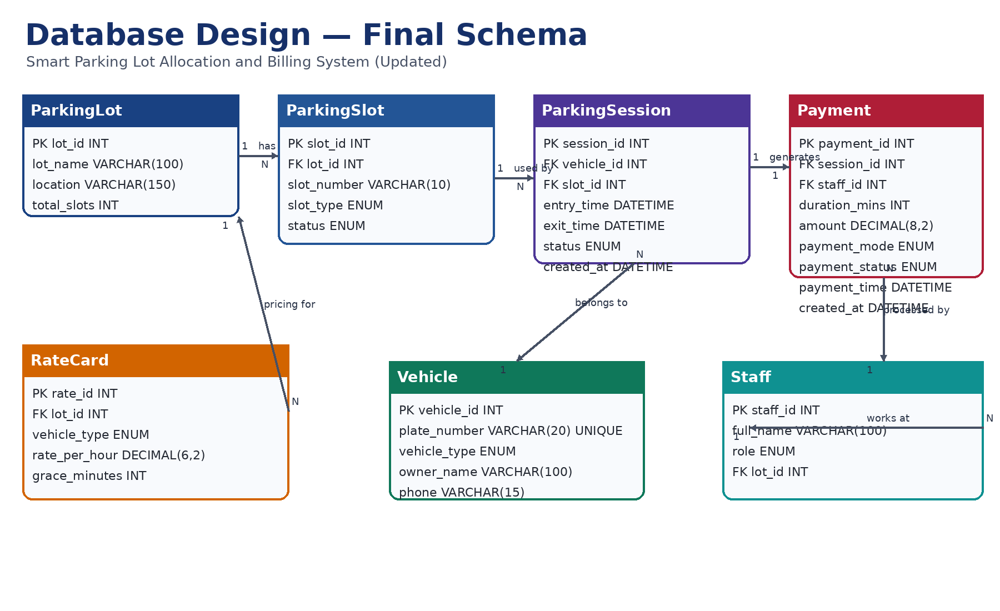 Database Design — Final Schema
Smart Parking Lot Allocation and Billing System (Updated)
ParkingLot
PK lot_id INT
lot_name VARCHAR(100)
location VARCHAR(150)
total_slots INT
1 has
N
ParkingSlot
PK slot_id INT
FK lot_id INT
slot_number VARCHAR(10)
slot_type ENUM
status ENUM
1 used by
N
ParkingSession
PK session_id INT
FK vehicle_id INT
FK slot_id INT
entry_time DATETIME
exit_time DATETIME
status ENUM
created_at DATETIME
1 generates
1
Payment
PK payment_id INT
FK session_id INT
FK staff_id INT
duration_mins INT
amount DECIMAL(8,2)
payment_mode ENUM
payment_status ENUM
payment_time DATETIME
created_at DATETIME
1
pricing for
N
N
belongs to
1
N
processed by
1
RateCard
PK rate_id INT
FK lot_id INT
vehicle_type ENUM
rate_per_hour DECIMAL(6,2)
grace_minutes INT
Vehicle
PK vehicle_id INT
plate_number VARCHAR(20) UNIQUE
vehicle_type ENUM
owner_name VARCHAR(100)
phone VARCHAR(15)
Staff
PK staff_id INT
full_name VARCHAR(100)
role ENUM
FK lot_id INT
works at
N
1